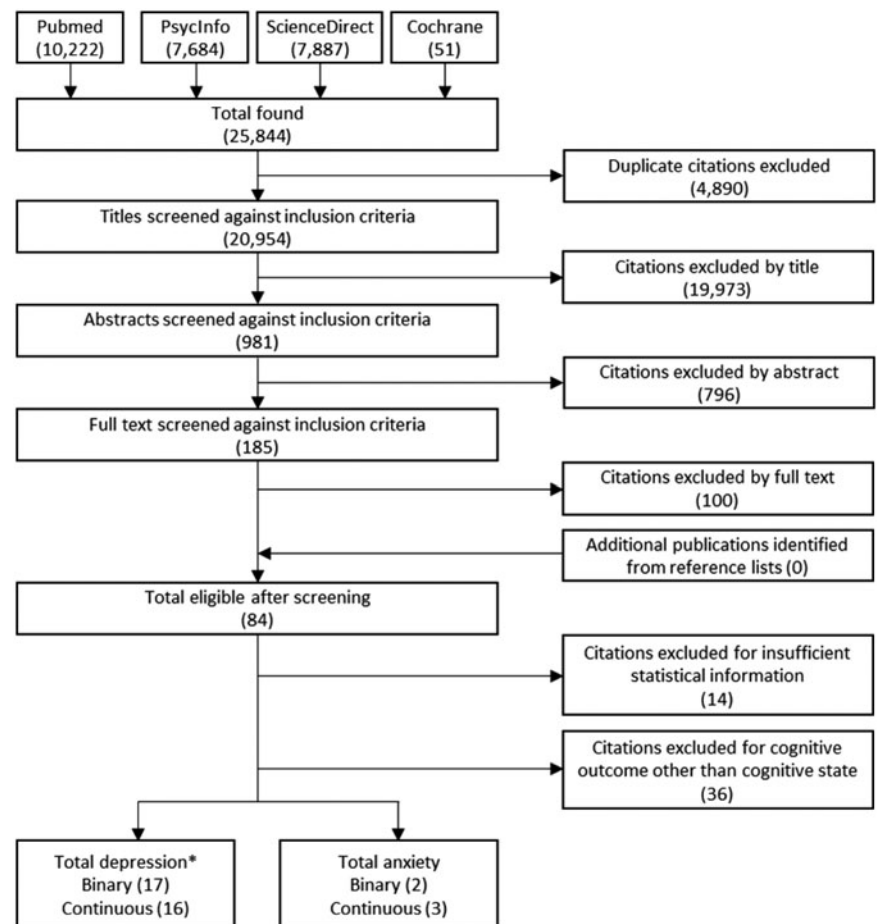 Pubmed
(10,222)
PsycInfo
(7,684)
ScienceDirect
(7,887)
Cochrane
(51)
Total found
(25,844)
Duplicate citations excluded
(4,890)
Titles screened against inclusion criteria
(20,954)
Citations excluded by title
(19,973)
Abstracts screened against inclusion criteria
(981)
Citations excluded by abstract
(796)
Full text screened against inclusion criteria
(185)
Citations excluded by full text
(100)
Additional publications identified
from reference lists (0)
Total eligible after screening
(84)
Citations excluded for insufficient
statistical information
(14)
Citations excluded for cognitive
outcome other than cognitive state
(36)
Total depression*
Binary (17)
Continuous (16)
Total anxiety
Binary (2)
Continuous (3)